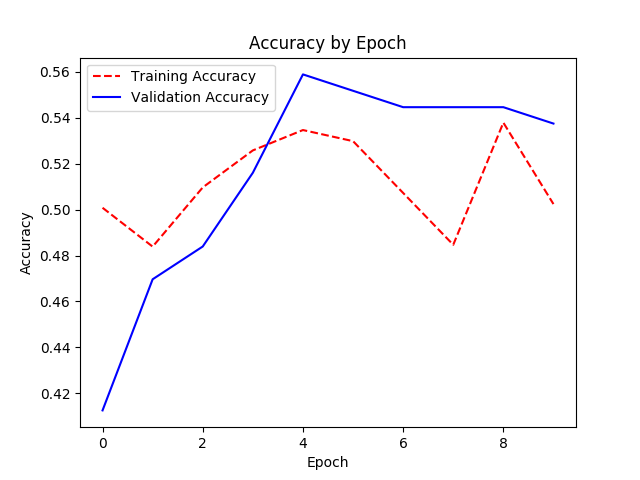 Accuracy by Epoch
Training Accuracy
Validation Accuracy
0.56
0.54
0.52
0.50
0.48
0.46
0.44
0.42
Accuracy
0 2 4 6 8
Epoch